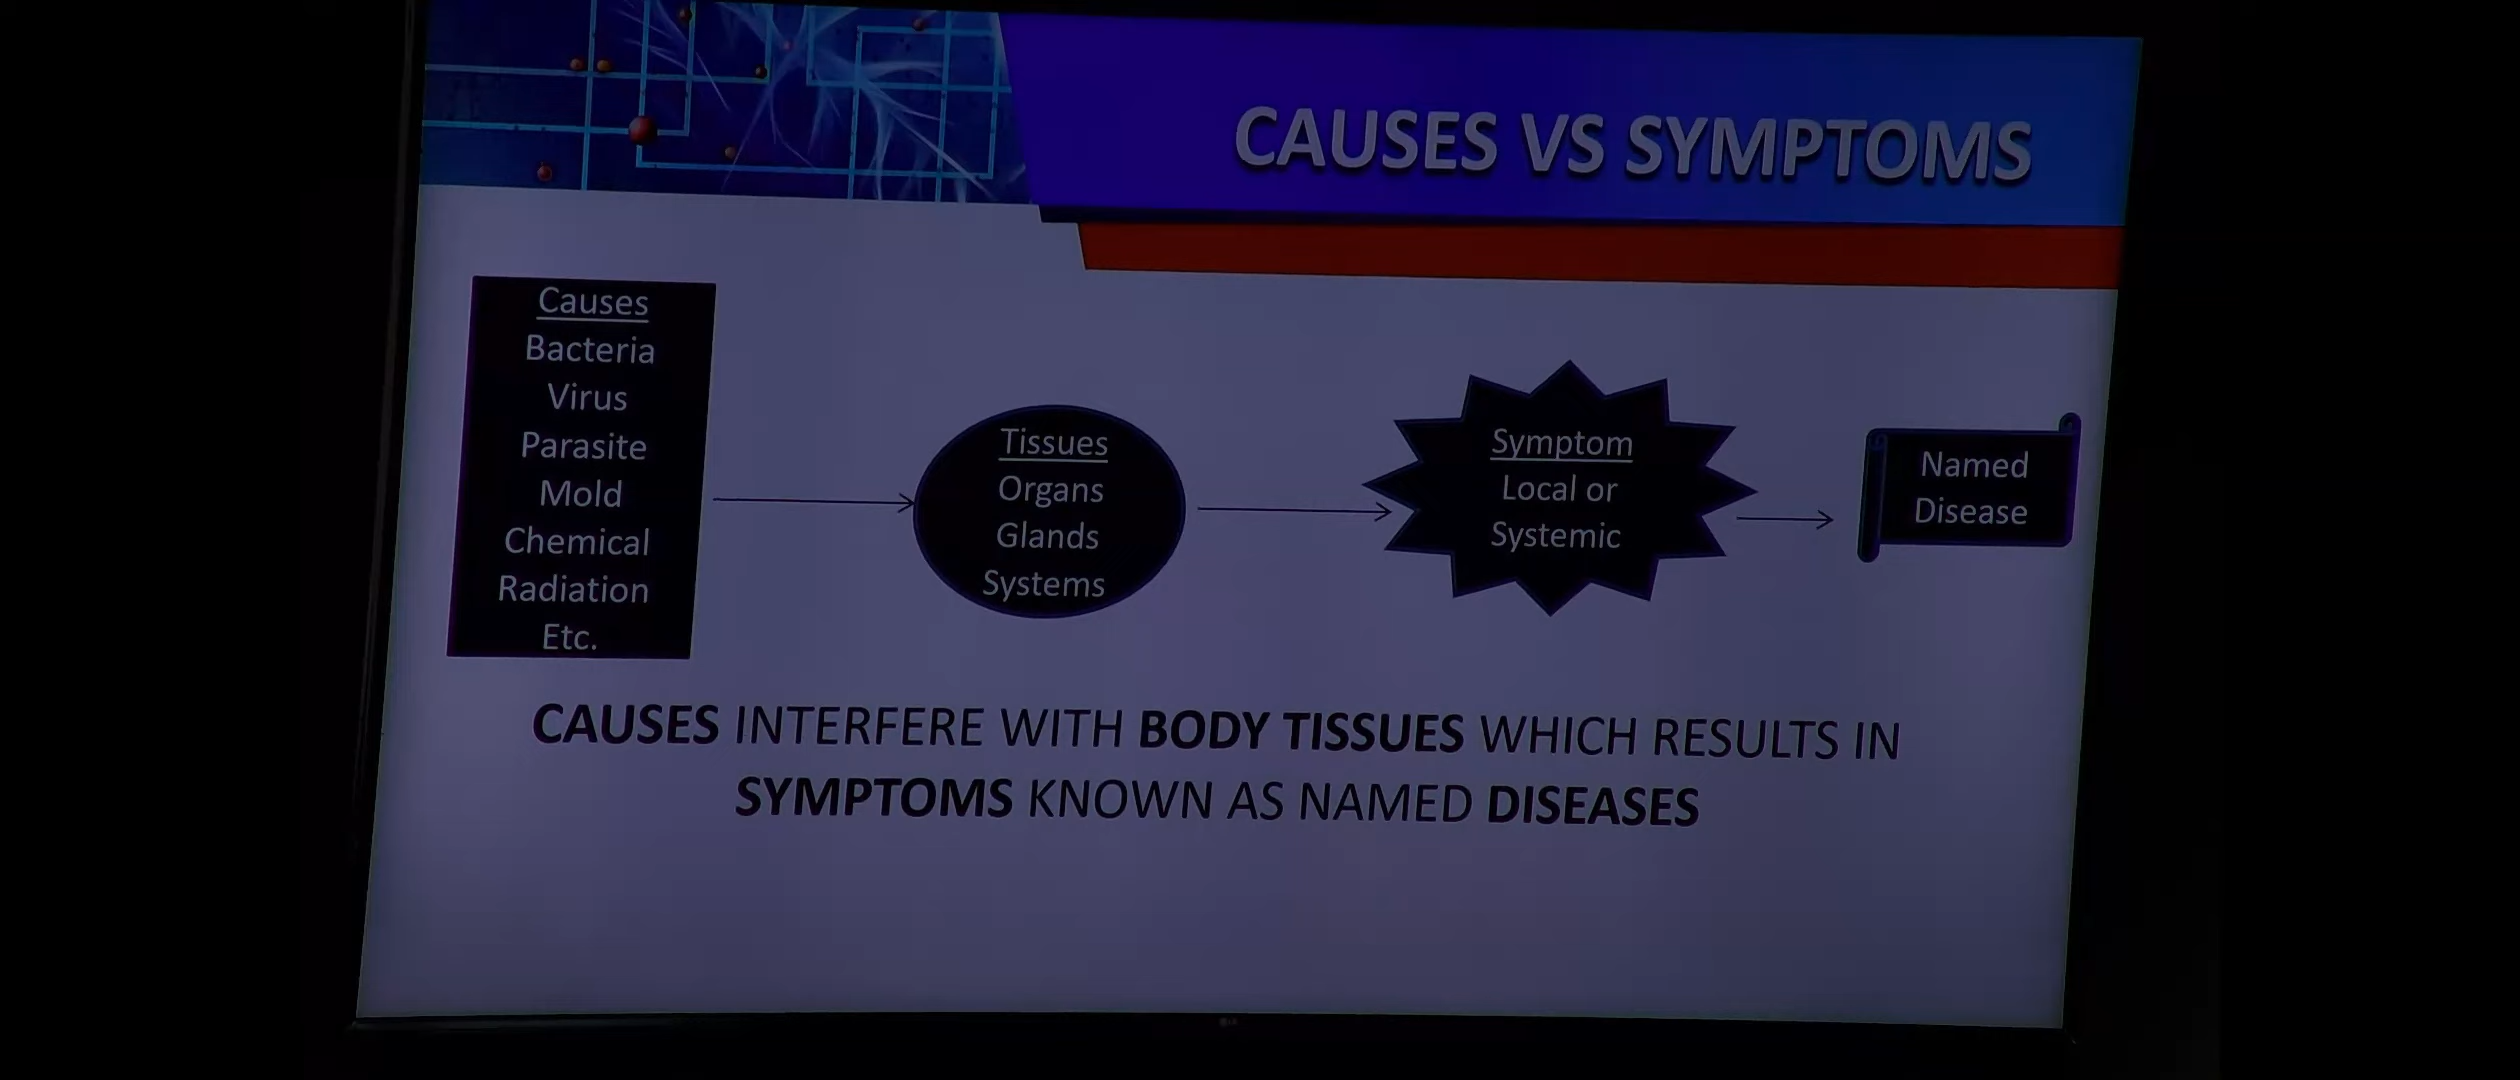 CAUSES VS SYMPTOMS
Causes
Bacteria
Virus
Parasite
Mold
Chemical
Radiation
Etc.
Tissues
Organs
Glands
Systems
Symptom
Local or
Systemic
Named
Disease
CAUSES INTERFERE WITH BODY TISSUES WHICH RESULTS IN
SYMPTOMS KNOWN AS NAMED DISEASES